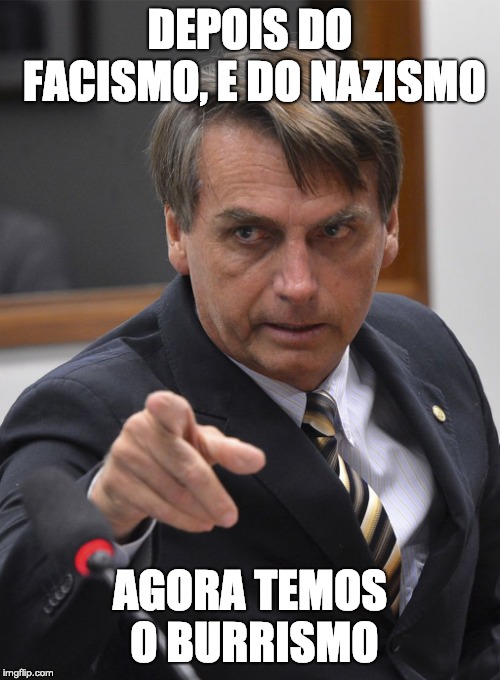 DEPOIS DO
FACISMO, E DO NAZISMO
AGORA TEMOS
O BURRISMO
imgflip.com